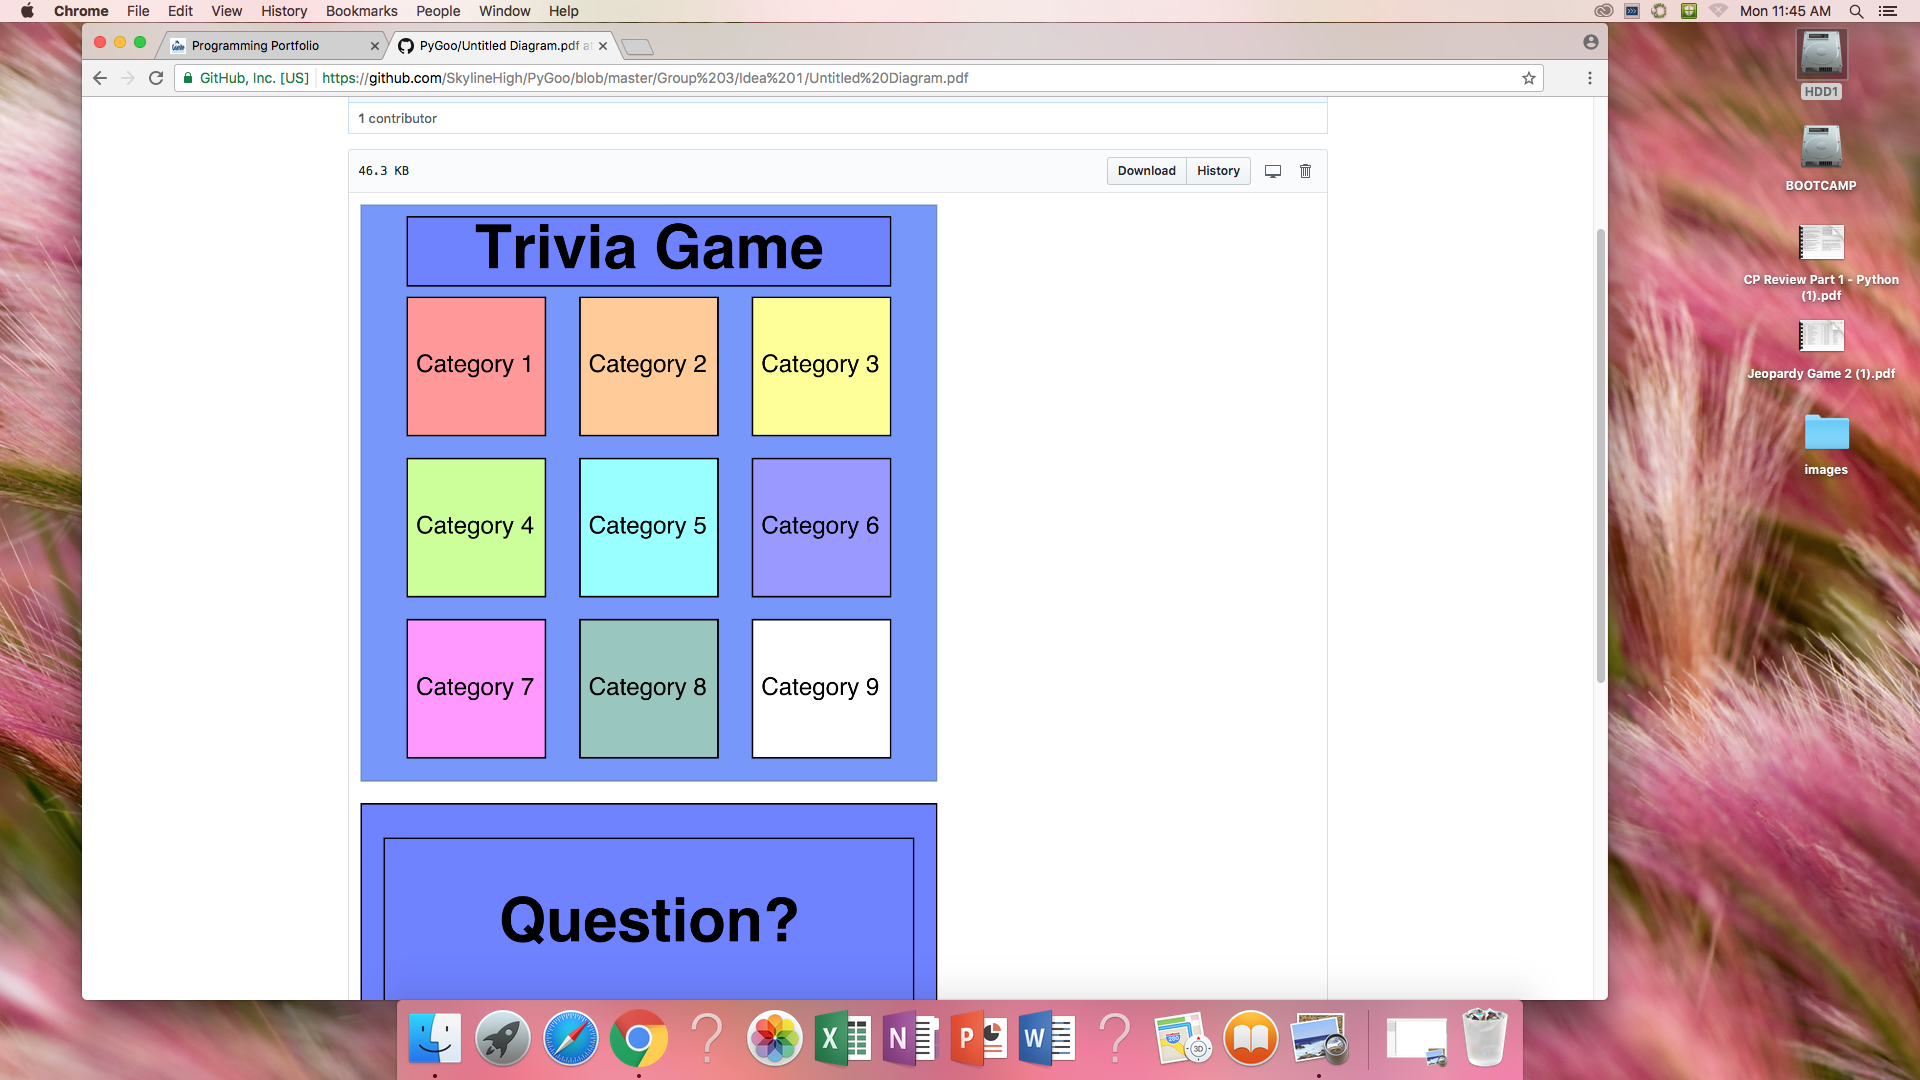 Chrome File Edit View History Bookmarks People Window Help Mon 11:45 AM
Programming Portfolio PyGoo/Untitled Diagram.pdf at
GitHub, Inc. [US] https://github.com/SkylineHigh/PyGoo/blob/master/Group%203/Idea%201/Untitled%20Diagram.pdf
1 contributor
46.3 KB Download History
Trivia Game
Category 1 Category 2 Category 3
Category 4 Category 5 Category 6
Category 7 Category 8 Category 9
Question?
HDD1
BOOTCAMP
CP Review Part 1 - Python
(1).pdf
Jeopardy Game 2 (1).pdf
images
? X N P W ? 280 3D